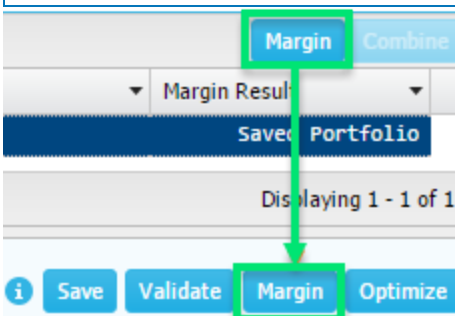 Margin Combine
Margin Result
Saved Portfolio
Displaying 1 - 1 of 1
Save Validate Margin Optimize